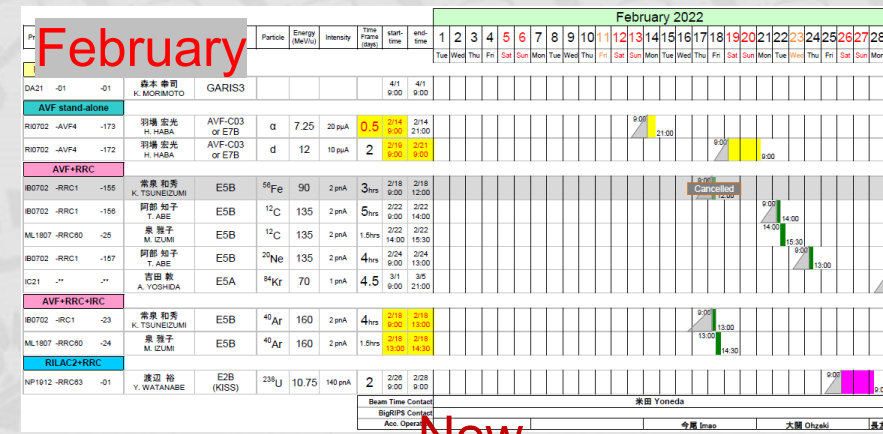 February 2022
February
Particle Energy (MeV/u) Intensity Time Frame (days) start-time end-time 1 2 3 4 5 6 7 8 9 10 11 12 13 14 15 16 17 18 19 20 21 22 23 24 25 26 27 28
Tue Wed Thu Fri Sat Sun Mon Tue Wed Thu Fri Sat Sun Mon Tue Wed Thu Fri Sat Sun Mon Tue Wed Thu Fri Sat Sun Mon
DA21 -01 -01 森本 幸司 K. MORIMOTO GARIS3 4/1 9:00 4/1 9:00
AVF stand-alone
RI0702 -AVF4 -173 羽場 宏光 H. HABA AVF-C03 or E7B α 7.25 20 pμA 0.5 2/14 9:00 2/14 21:00 9:00 21:00
RI0702 -AVF4 -172 羽場 宏光 H. HABA AVF-C03 or E7B d 12 10 pμA 2 2/19 9:00 2/21 9:00 9:00 9:00
AVF+RRC
IB0702 -RRC1 -155 常泉 和秀 K. TSUNEIZUMI E5B 56Fe 90 2 pnA 3hrs 2/18 9:00 2/18 12:00 9:00 Cancelled 12:00
IB0702 -RRC1 -156 阿部 知子 T. ABE E5B 12C 135 2 pnA 5hrs 2/22 9:00 2/22 14:00 9:00 14:00
ML1807 -RRC60 -25 泉 雅子 M. IZUMI E5B 12C 135 2 pnA 1.5hrs 2/22 14:00 2/22 15:30 14:00 15:30
IB0702 -RRC1 -157 阿部 知子 T. ABE E5B 20Ne 135 2 pnA 4hrs 2/24 9:00 2/24 13:00 9:00 13:00
IC21 -** -** 吉田 敦 A. YOSHIDA E5A 84Kr 70 1 pnA 4.5 3/1 9:00 3/5 21:00
AVF+RRC+IRC
IB0702 -IRC1 -23 常泉 和秀 K. TSUNEIZUMI E5B 40Ar 160 2 pnA 4hrs 2/18 9:00 2/18 13:00 9:00 13:00
ML1807 -RRC60 -24 泉 雅子 M. IZUMI E5B 40Ar 160 2 pnA 1.5hrs 2/18 13:00 2/18 14:30 13:00 14:30
RILAC2+RRC
NP1912 -RRC63 -01 渡辺 裕 Y. WATANABE E2B (KISS) 238U 10.75 140 pnA 2 2/26 9:00 2/28 9:00 9:00
Beam Time Contact 米田 Yoneda
BigRIPS Contact
Acc. 今尾 Imao 大関 Ohzeki
New